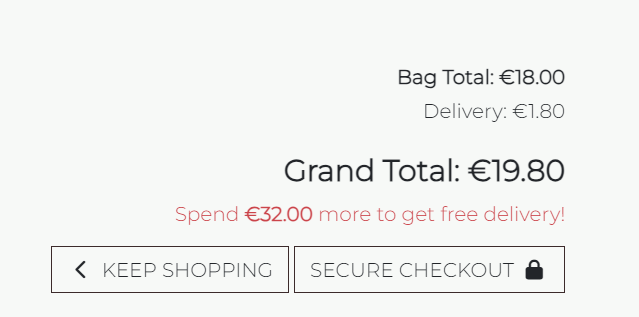 Bag Total: €18.00
Delivery: €1.80
Grand Total: €19.80
Spend €32.00 more to get free delivery!
KEEP SHOPPING
SECURE CHECKOUT